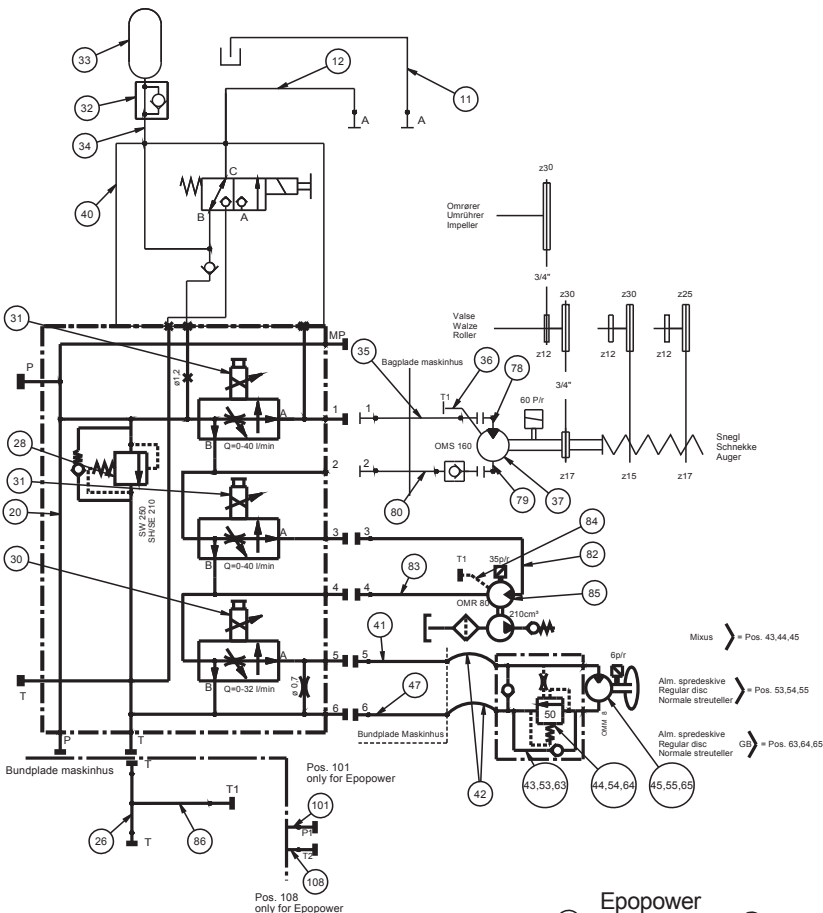 33
12
32
11
A
A
34
C
40
B
A
z30
Omrører
Umrührer
Impeller
3/4"
z30
z30
z25
Valse
Walze
Roller
z12
z12
z12
3/4"
31
MP
35
Bagplade maskinhus
36
78
P
ø1,2
T1
60 P/r
A
1
1
OMS 160
Snegl
Schnekke
Auger
B
Q=0-40 l/min
28
2
2
z17
z15
z17
31
80
79
37
20
SW 250
SH/SE 210
84
A
3
3
82
B
Q=0-40 l/min
T1
35p/r
30
83
85
4
4
OMR 80
210cm³
41
Mixus
= Pos. 43,44,45
A
5
5
6p/r
B
Q=0-32 l/min
ø 0,7
47
Alm. spredeskive
Regular disc
Normale streuteller
= Pos. 53,54,55
T
6
6
50
OMM 8
P
T
Bundplade Maskinhus
Alm. spredeskive
Regular disc
Normale streuteller
GB
= Pos. 63,64,65
Bundplade maskinhus
T
Pos. 101
only for Epopower
42
43,53,63
44,54,64
45,55,65
T1
101
26
86
P1
T
T2
108
Pos. 108
only for Epopower
Epopower